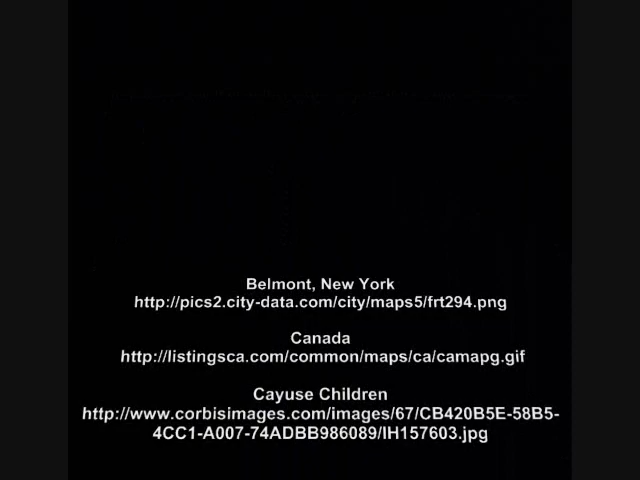 Belmont, New York
http://pics2.city-data.com/city/maps5/frt294.png
Canada
http://listingsca.com/common/maps/ca/camapg.gif
Cayuse Children
http://www.corbisimages.com/images/67/CB420B5E-58B5-
4CC1-A007-74ADBB986089/IH157603.jpg